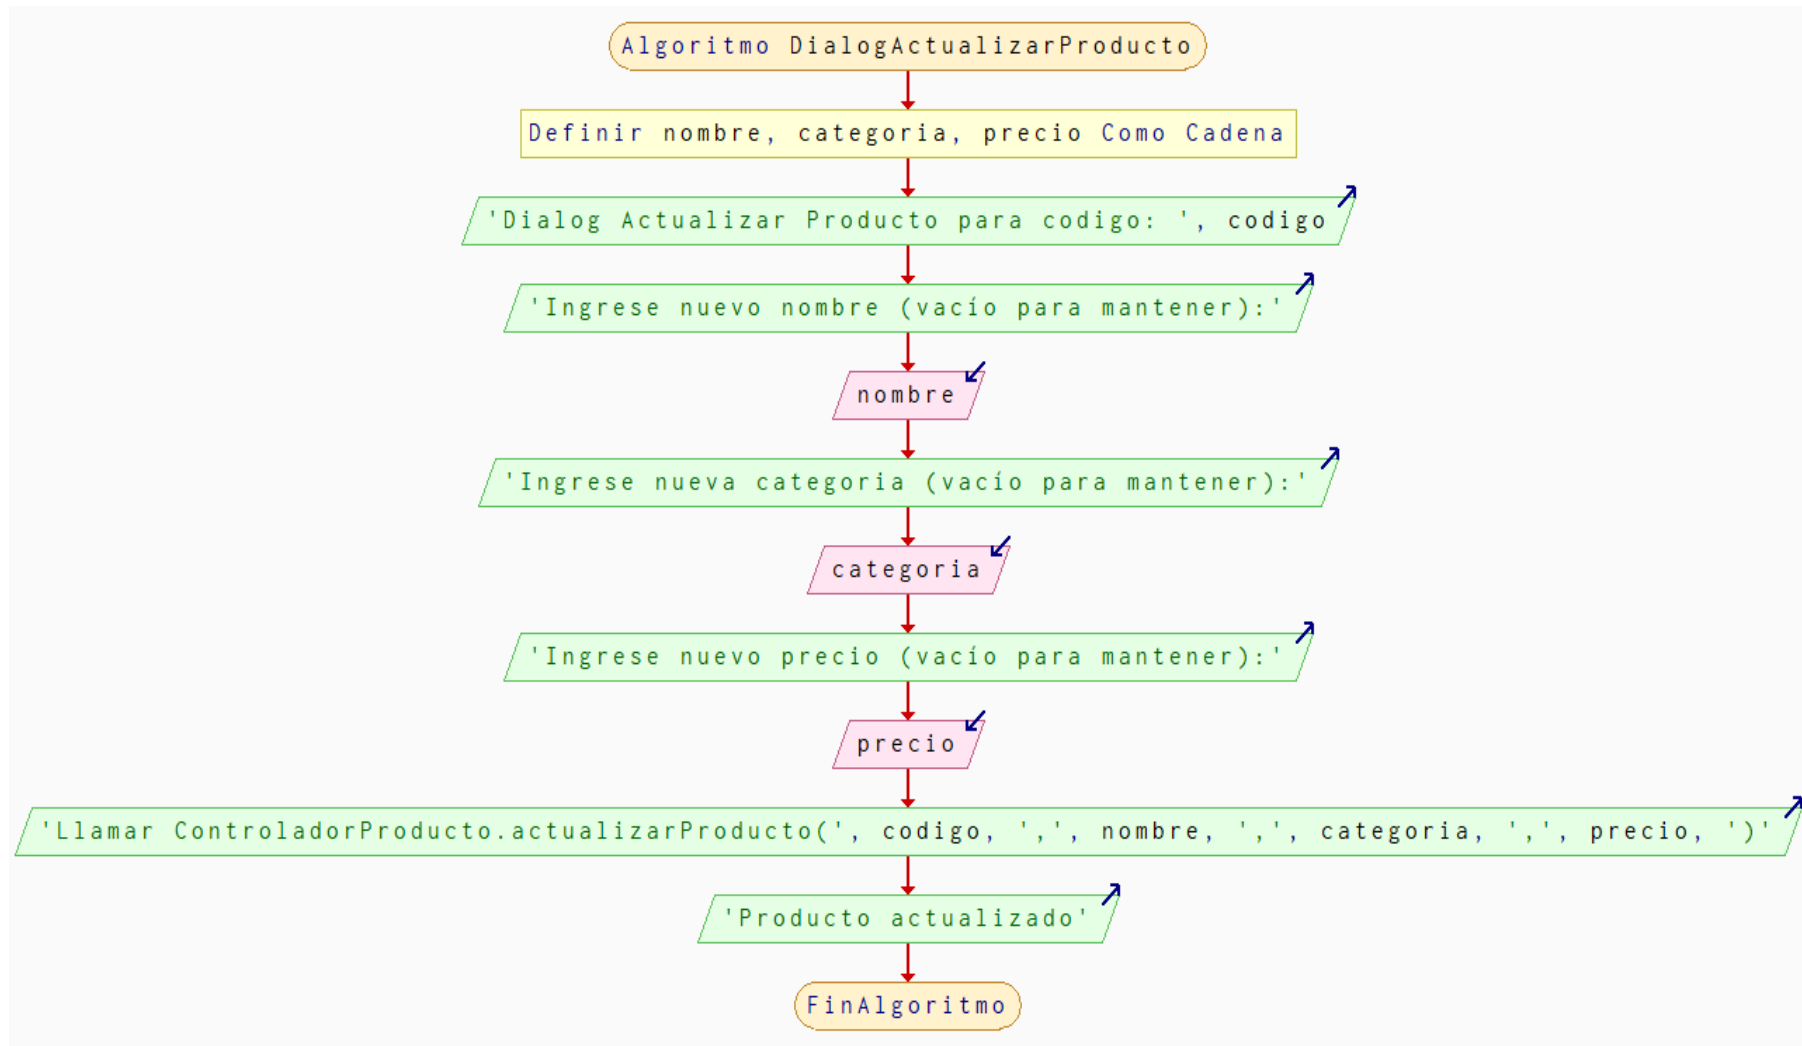 Algoritmo DialogActualizarProducto
Definir nombre, categoria, precio Como Cadena
'Dialog Actualizar Producto para codigo: ', codigo
'Ingrese nuevo nombre (vacío para mantener):'
nombre
'Ingrese nueva categoria (vacío para mantener):'
categoria
'Ingrese nuevo precio (vacío para mantener):'
precio
'Llamar ControladorProducto.actualizarProducto(', codigo, ',', nombre, ',', categoria, ',', precio, ')'
'Producto actualizado'
FinAlgoritmo